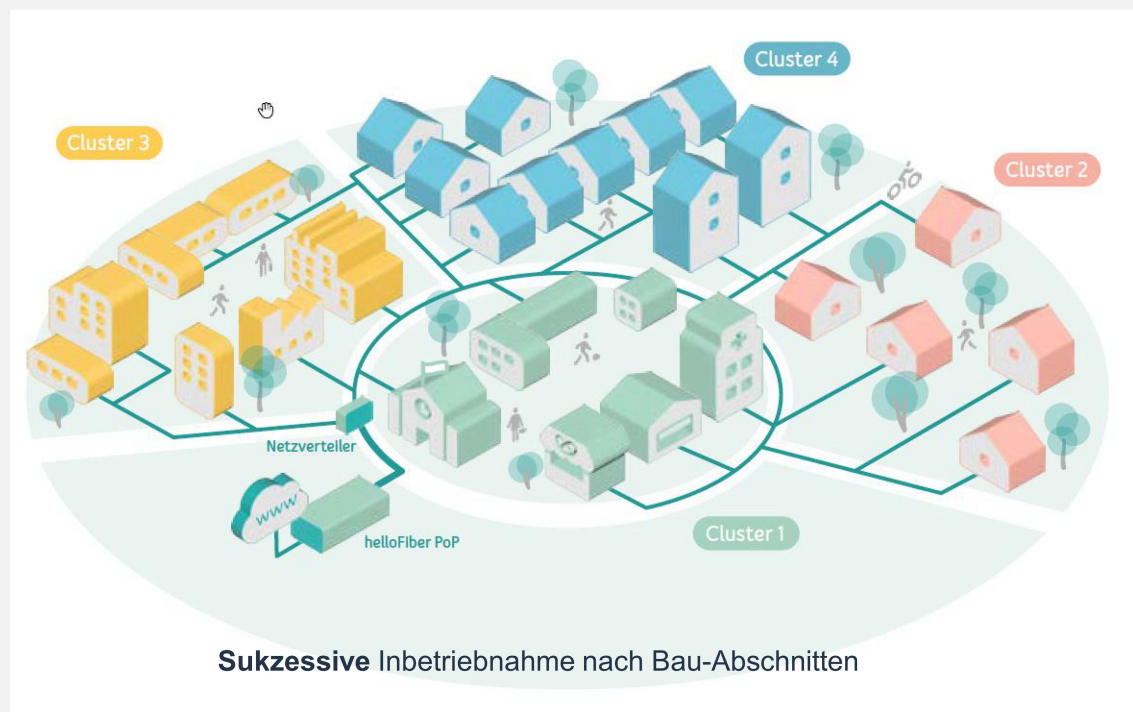 Cluster 4
Cluster 3
Cluster 2
Netzverteiler
www
helloFiber PoP
Cluster 1
Sukzessive Inbetriebnahme nach Bau-Abschnitten